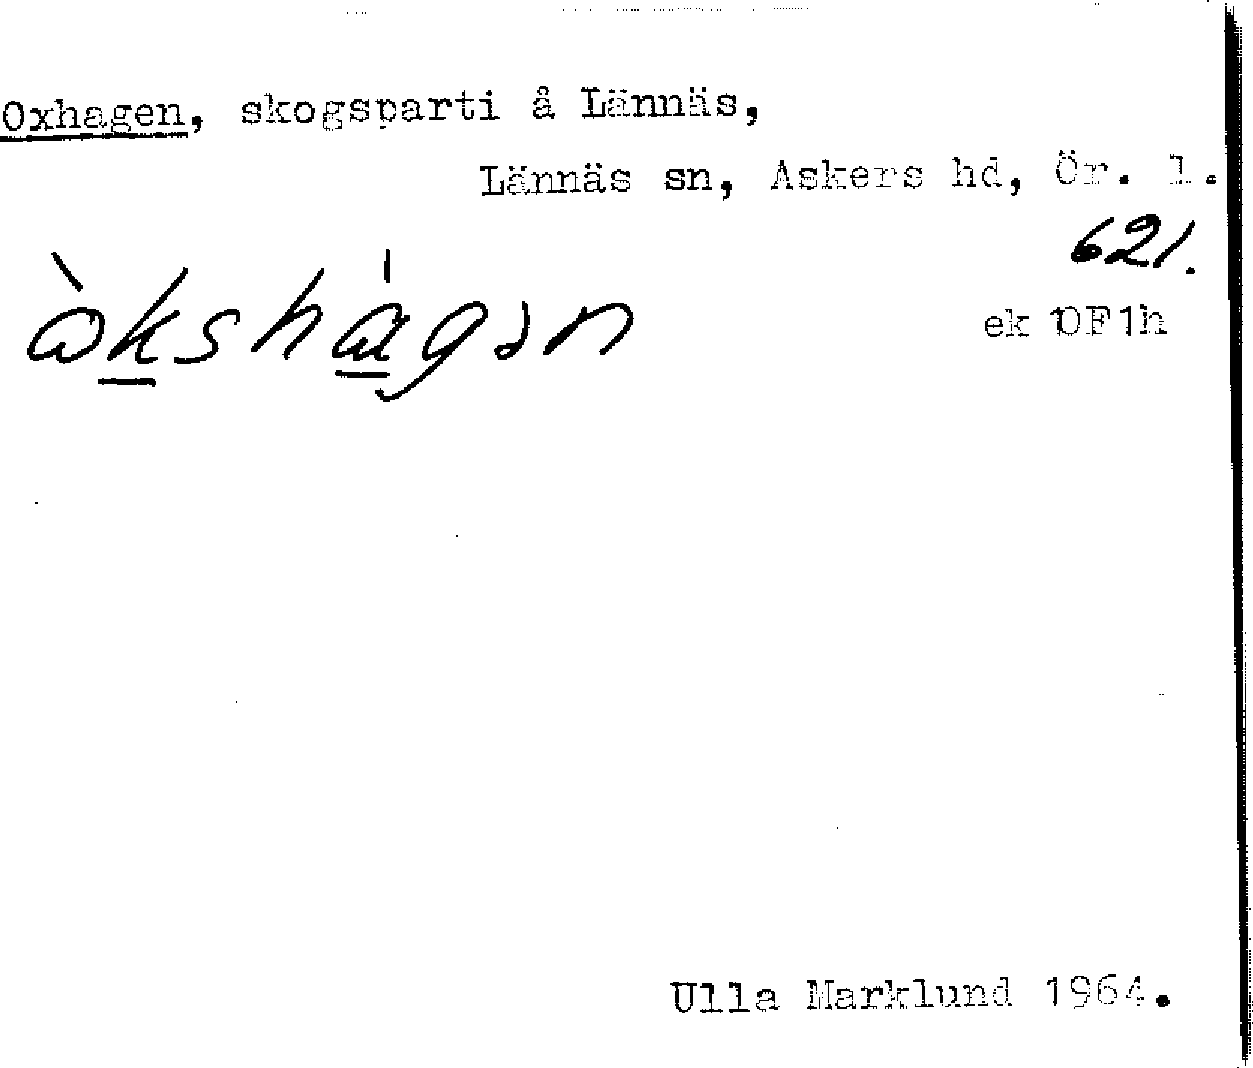 Oxhagen, skogsparti å Lännäs,
Lännäs sn, Askers hd, Ör. l.
621.
ek 10F1h
Ulla Marklund 1964.